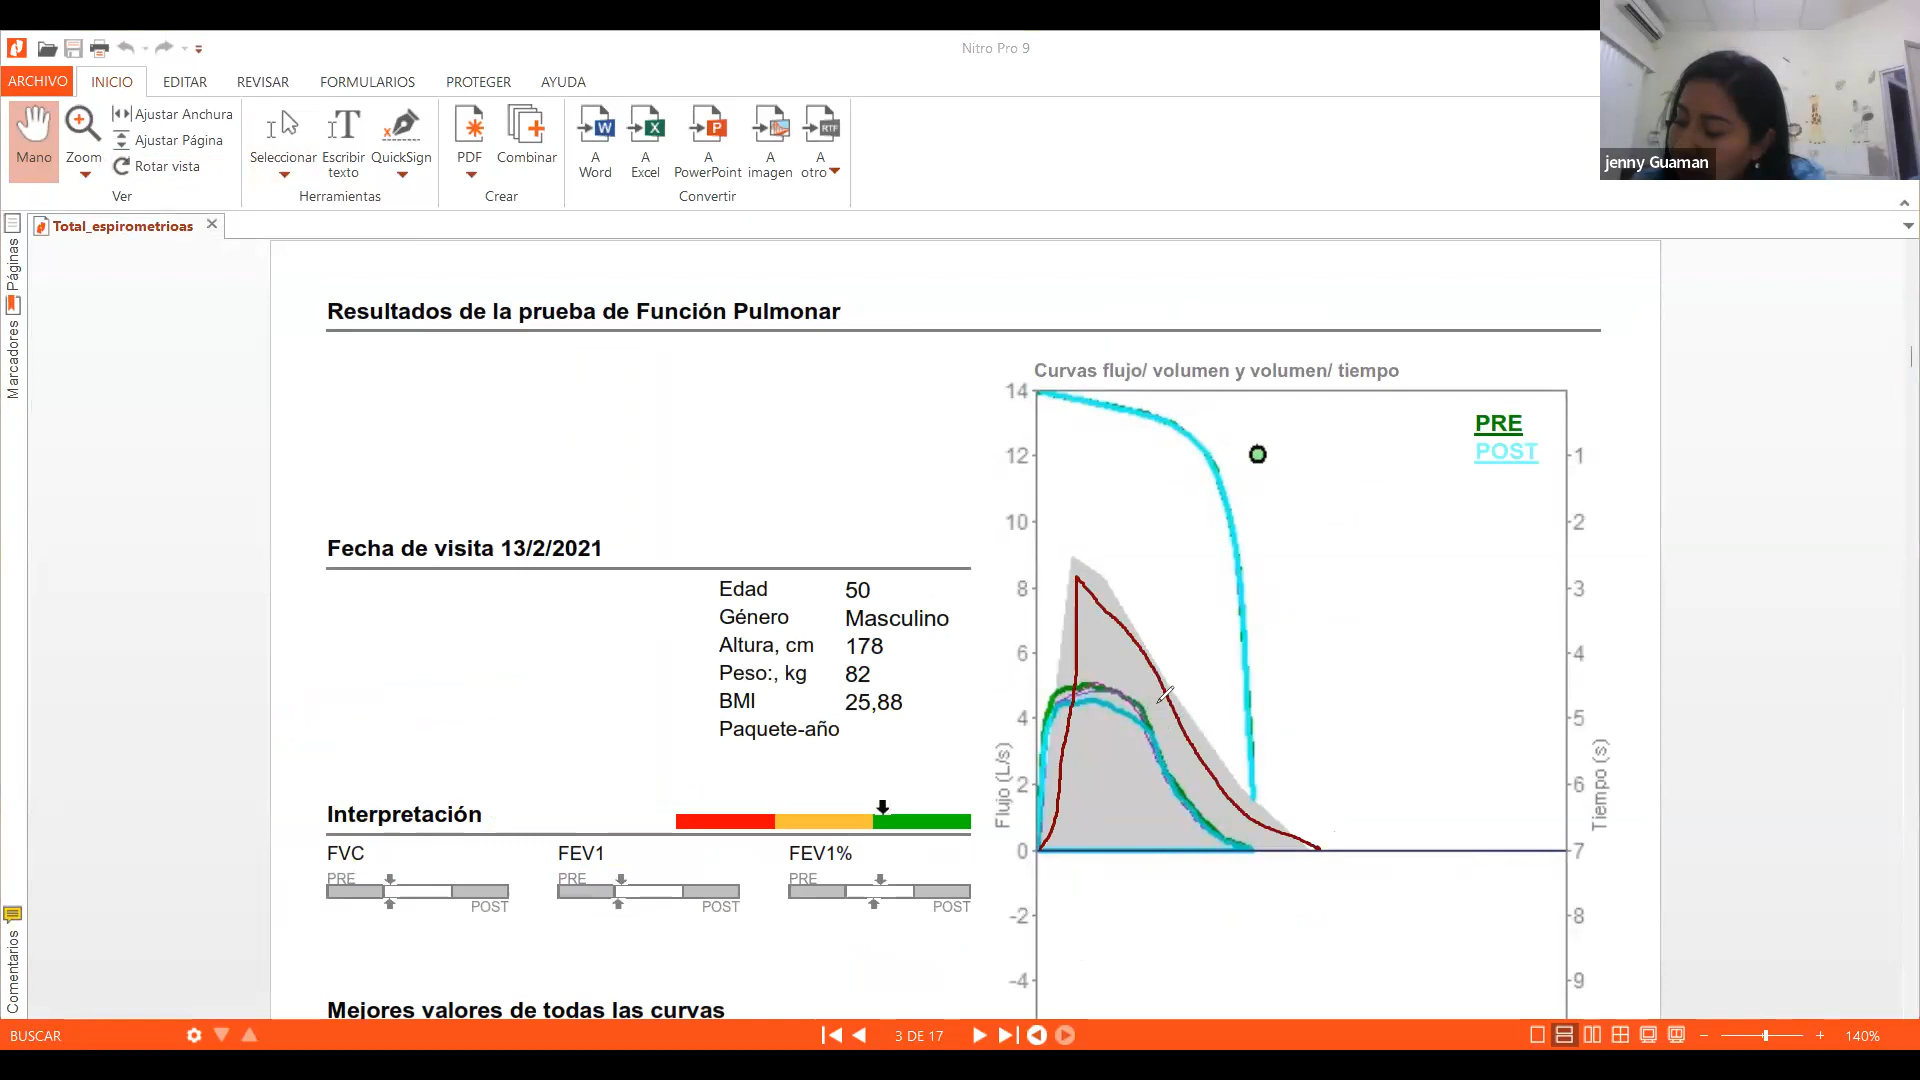 Nitro Pro 9
ARCHIVO INICIO EDITAR REVISAR FORMULARIOS PROTEGER AYUDA
Mano
Zoom
Ajustar Anchura
Ajustar Página
Rotar vista
Ver
Seleccionar
Escribir
texto
QuickSign
Herramientas
PDF
Combinar
Crear
A
Word
A
Excel
A
PowerPoint
A
imagen
A
otro
Convertir
jenny Guaman
Total_espirometrioas
Páginas
Marcadores
Comentarios
Resultados de la prueba de Función Pulmonar
Curvas flujo/ volumen y volumen/ tiempo
PRE
POST
14
12
10
8
6
4
2
0
-2
-4
Flujo (L/s)
1
2
3
4
5
6
7
8
9
Tiempo (s)
Fecha de visita 13/2/2021
Edad 50
Género Masculino
Altura, cm 178
Peso:, kg 82
BMI 25,88
Paquete-año
Interpretación
FVC FEV1 FEV1%
PRE PRE PRE
POST POST POST
Mejores valores de todas las curvas
BUSCAR
3 DE 17
140%
W
X
P
RTF